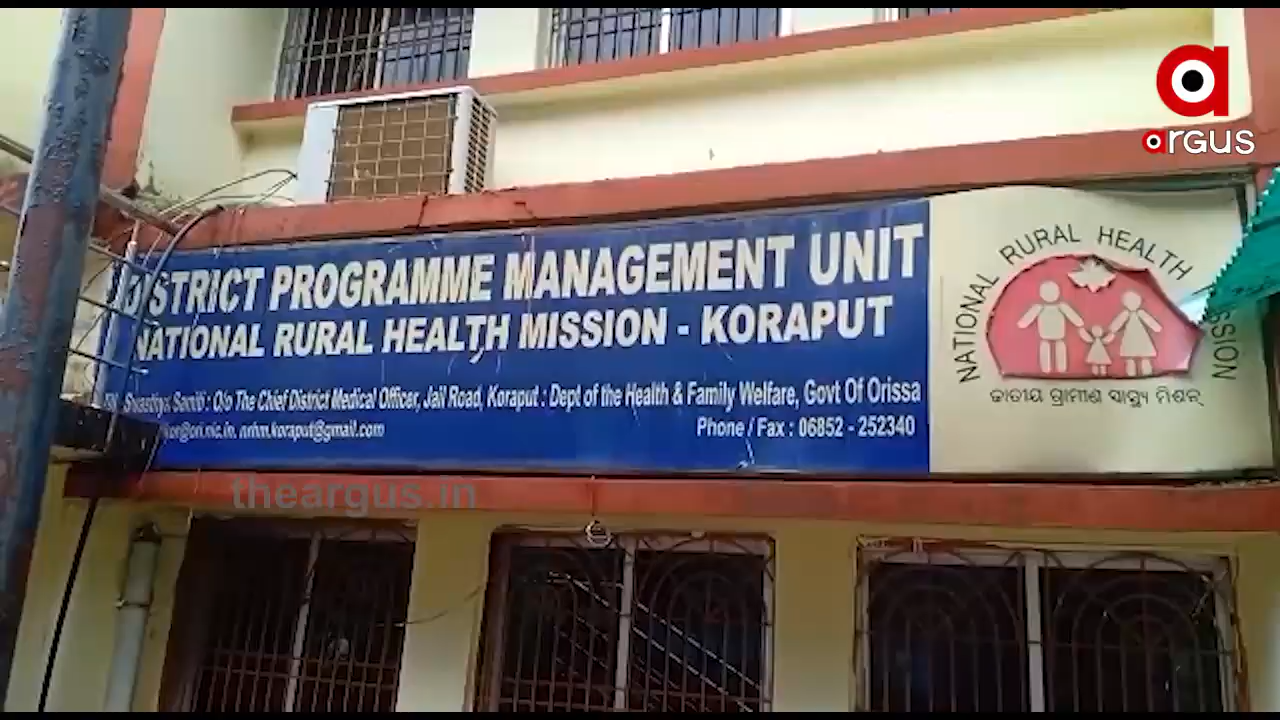 argus
DISTRICT PROGRAMME MANAGEMENT UNIT
NATIONAL RURAL HEALTH MISSION - KORAPUT
: O/o The Chief District Medical Officer, Jail Road, Koraput : Dept of the Health & Family Welfare, Govt Of Orissa
nrhm.koraput@gmail.com
Phone / Fax : 06852 - 252340
NATIONAL RURAL HEALTH MISSION
ଜାତୀୟ ଗ୍ରାମୀଣ ସ୍ୱାସ୍ଥ୍ୟ ମିଶନ୍
theargus.in